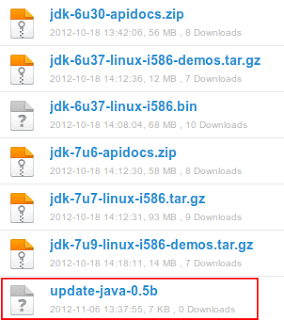 jdk-6u30-apidocs.zip
2012-10-18 13:42:06, 56 MB , 8 Downloads
jdk-6u37-linux-i586-demos.tar.gz
2012-10-18 14:12:36, 12 MB , 7 Downloads
jdk-6u37-linux-i586.bin
2012-10-18 14:08:04, 68 MB , 10 Downloads
jdk-7u6-apidocs.zip
2012-10-18 14:12:30, 58 MB , 8 Downloads
jdk-7u7-linux-i586.tar.gz
2012-10-18 14:12:31, 93 MB , 9 Downloads
jdk-7u9-linux-i586-demos.tar.gz
2012-10-18 14:18:11, 14 MB , 7 Downloads
update-java-0.5b
2012-11-06 13:37:55, 7 KB , 0 Downloads